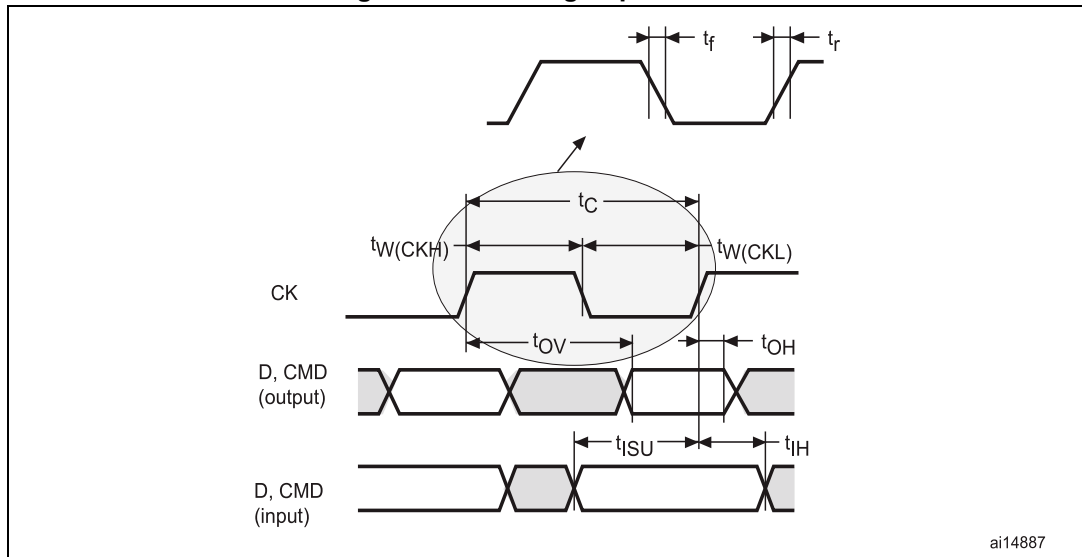 tf
tr
tC
tW(CKH)
tW(CKL)
CK
tOV
tOH
D, CMD
(output)
tISU
tIH
D, CMD
(input)
ai14887